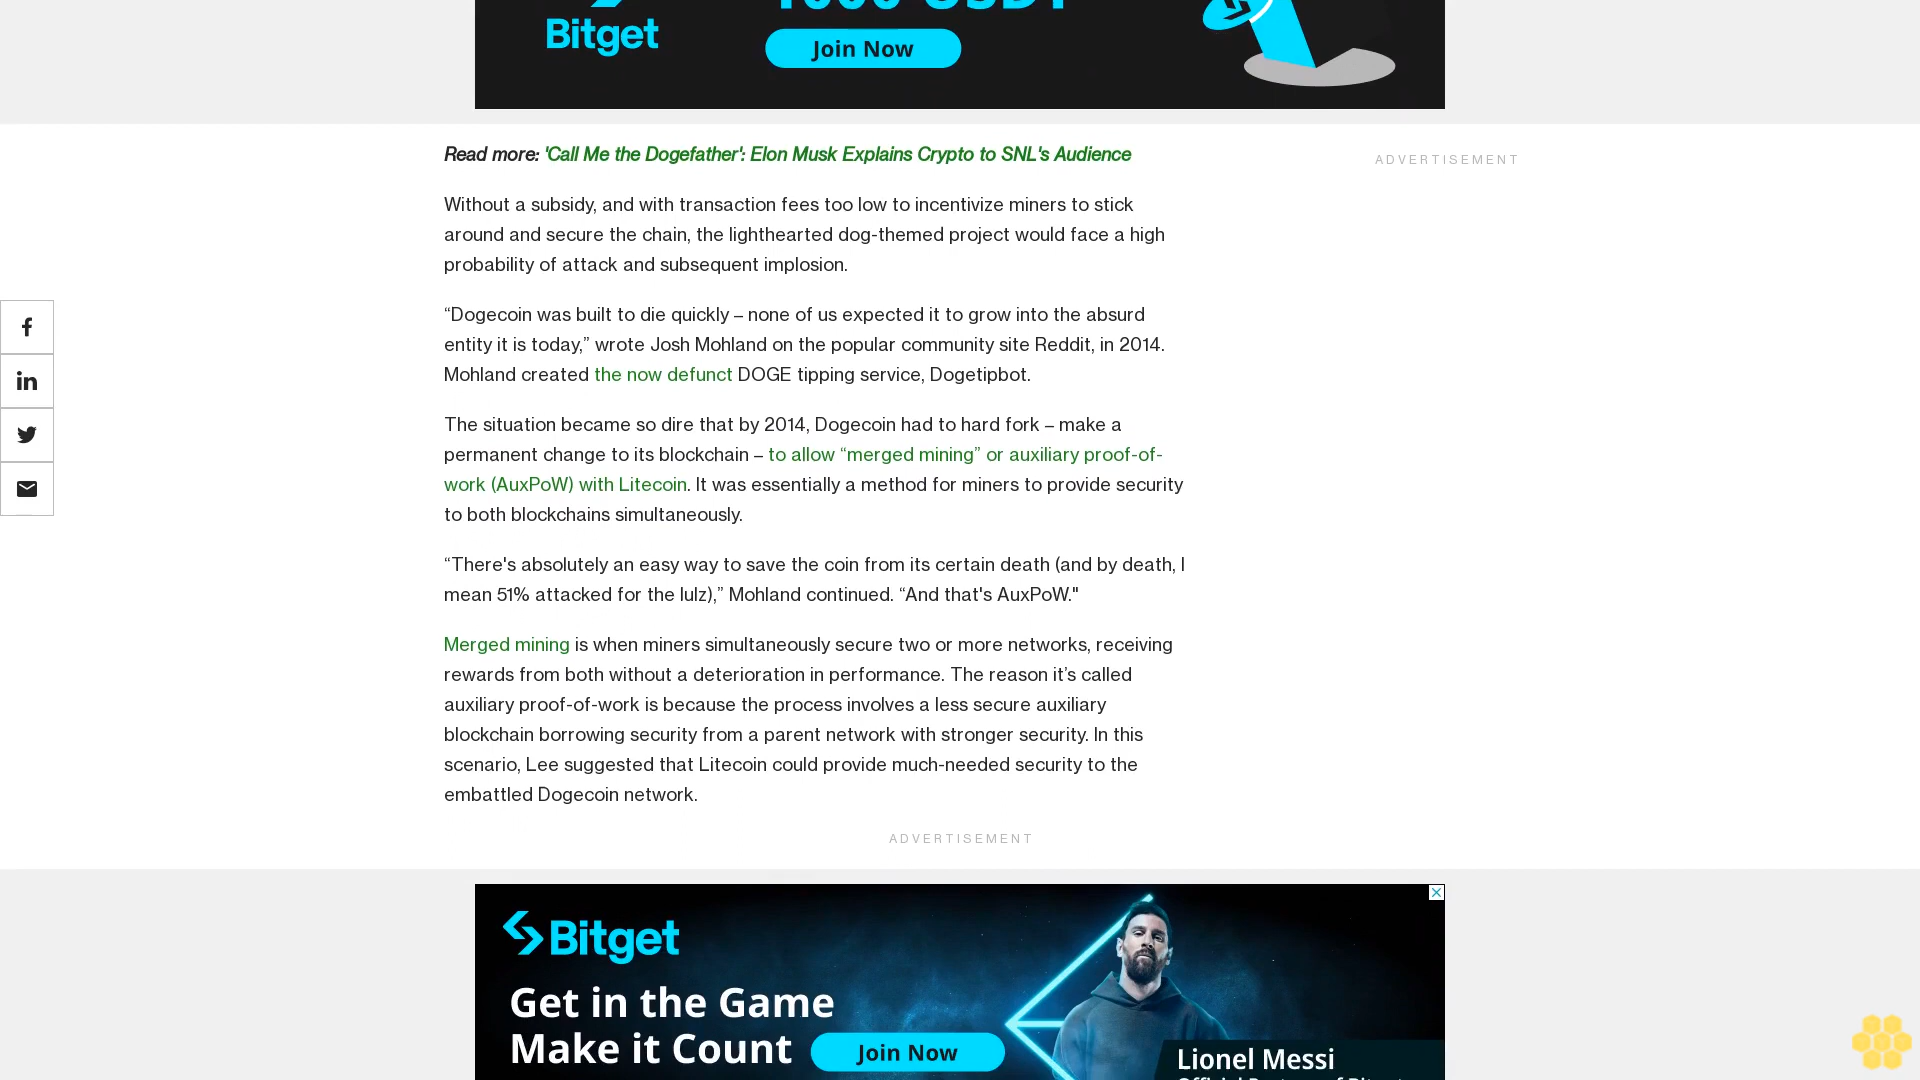 Bitget
Join Now
Read more: 'Call Me the Dogefather': Elon Musk Explains Crypto to SNL's Audience
ADVERTISEMENT
Without a subsidy, and with transaction fees too low to incentivize miners to stick
around and secure the chain, the lighthearted dog-themed project would face a high
probability of attack and subsequent implosion.
“Dogecoin was built to die quickly – none of us expected it to grow into the absurd
entity it is today,” wrote Josh Mohland on the popular community site Reddit, in 2014.
Mohland created the now defunct DOGE tipping service, Dogetipbot.
The situation became so dire that by 2014, Dogecoin had to hard fork – make a
permanent change to its blockchain – to allow “merged mining” or auxiliary proof-of-
work (AuxPoW) with Litecoin. It was essentially a method for miners to provide security
to both blockchains simultaneously.
“There's absolutely an easy way to save the coin from its certain death (and by death, I
mean 51% attacked for the lulz),” Mohland continued. “And that's AuxPoW."
Merged mining is when miners simultaneously secure two or more networks, receiving
rewards from both without a deterioration in performance. The reason it’s called
auxiliary proof-of-work is because the process involves a less secure auxiliary
blockchain borrowing security from a parent network with stronger security. In this
scenario, Lee suggested that Litecoin could provide much-needed security to the
embattled Dogecoin network.
ADVERTISEMENT
Bitget
Get in the Game
Make it Count
Join Now
Lionel Messi